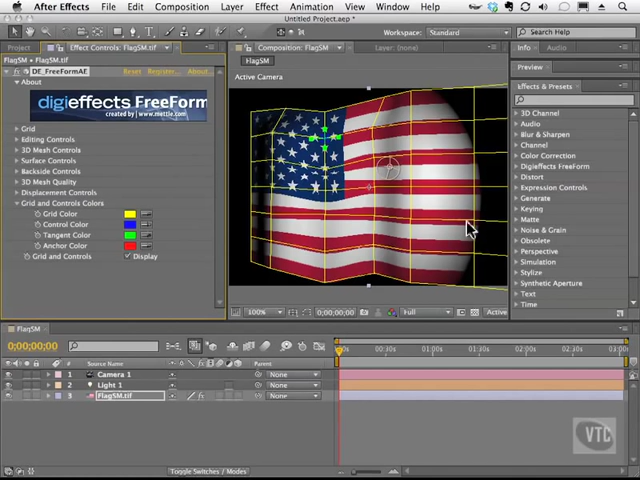 After Effects File Edit Composition Layer Effect Animation View Window Help
Untitled Project.aep *
Workspace: Standard Search Help
Project Effect Controls: FlagSM.tif Composition: FlagSM Layer: (none) Info Audio
FlagSM • FlagSM.tif FlagSM
DE_FreeFormAE Reset Register... About... Active Camera Preview
About
digieffects FreeForm
created by | www.mettle.com
Grid
Editing Controls
3D Mesh Controls
Surface Controls
Backside Controls
3D Mesh Quality
Displacement Controls
Grid and Controls Colors
Grid Color
Control Color
Tangent Color
Anchor Color
Grid and Controls Display
Effects & Presets
3D Channel
Audio
Blur & Sharpen
Channel
Color Correction
Digieffects FreeForm
Distort
Expression Controls
Generate
Keying
Matte
Noise & Grain
Obsolete
Perspective
Simulation
Stylize
Synthetic Aperture
Text
Time
100% 0;00;00;00 Full Active
FlagSM
0;00;00;00 00s 00:30s 01:00s 01:30s 02:00s 02:30s 03:00s
# Source Name Parent
1 Camera 1 None
2 Light 1 None
3 FlagSM.tif None
VTC
Toggle Switches / Modes